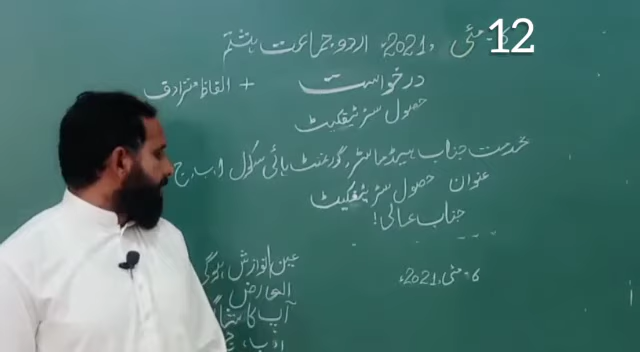 6۔ مئی ،2021ء اردو جماعت ہشتم
12
درخواست + الفاظ مترادف
حصول سرٹیفکیٹ
بخدمت جناب ہیڈ ماسٹر، گورنمنٹ ہائی سکول ا۔ب۔ج
عنوان حصول سرٹیفکیٹ
جناب عالی!
عین نوازش ہوگی
العارض
آپ کا
6۔ مئی ،2021ء